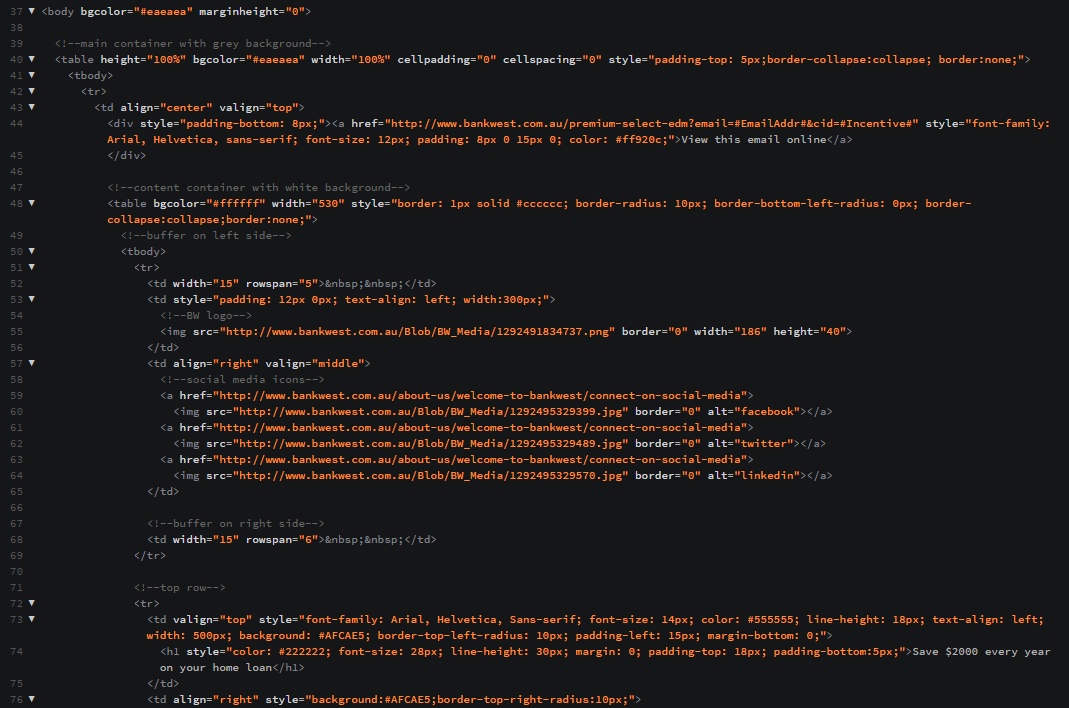 37 ▼ <body bgcolor="#eaeaea" marginheight="0">
38
39 <!--main container with grey background-->
40 ▼ <table height="100%" bgcolor="#eaeaea" width="100%" cellpadding="0" cellspacing="0" style="padding-top: 5px;border-collapse:collapse; border:none;">
41 ▼ <tbody>
42 ▼ <tr>
43 ▼ <td align="center" valign="top">
44 <div style="padding-bottom: 8px;"><a href="http://www.bankwest.com.au/premium-select-edm?email=#EmailAddr#&cid=#Incentive#" style="font-family:
Arial, Helvetica, sans-serif; font-size: 12px; padding: 8px 0 15px 0; color: #ff920c;">View this email online</a>
45 </div>
46
47 <!--content container with white background-->
48 ▼ <table bgcolor="#ffffff" width="530" style="border: 1px solid #cccccc; border-radius: 10px; border-bottom-left-radius: 0px; border-
collapse:collapse;border:none;">
49 <!--buffer on left side-->
50 ▼ <tbody>
51 ▼ <tr>
52 <td width="15" rowspan="5">&nbsp;&nbsp;</td>
53 ▼ <td style="padding: 12px 0px; text-align: left; width:300px;">
54 <!--BW logo-->
55 <img src="http://www.bankwest.com.au/Blob/BW_Media/1292491834737.png" border="0" width="186" height="40">
56 </td>
57 ▼ <td align="right" valign="middle">
58 <!--social media icons-->
59 <a href="http://www.bankwest.com.au/about-us/welcome-to-bankwest/connect-on-social-media">
60 <img src="http://www.bankwest.com.au/Blob/BW_Media/1292495329399.jpg" border="0" alt="facebook"></a>
61 <a href="http://www.bankwest.com.au/about-us/welcome-to-bankwest/connect-on-social-media">
62 <img src="http://www.bankwest.com.au/Blob/BW_Media/1292495329489.jpg" border="0" alt="twitter"></a>
63 <a href="http://www.bankwest.com.au/about-us/welcome-to-bankwest/connect-on-social-media">
64 <img src="http://www.bankwest.com.au/Blob/BW_Media/1292495329570.jpg" border="0" alt="linkedin"></a>
65 </td>
66
67 <!--buffer on right side-->
68 <td width="15" rowspan="6">&nbsp;&nbsp;</td>
69 </tr>
70
71 <!--top row-->
72 ▼ <tr>
73 ▼ <td valign="top" style="font-family: Arial, Helvetica, Sans-serif; font-size: 14px; color: #555555; line-height: 18px; text-align: left;
width: 500px; background: #AFCAE5; border-top-left-radius: 10px; padding-left: 15px; margin-bottom: 0;">
74 <h1 style="color: #222222; font-size: 28px; line-height: 30px; margin: 0; padding-top: 18px; padding-bottom:5px;">Save $2000 every year
on your home loan</h1>
75 </td>
76 ▼ <td align="right" style="background:#AFCAE5;border-top-right-radius:10px;">